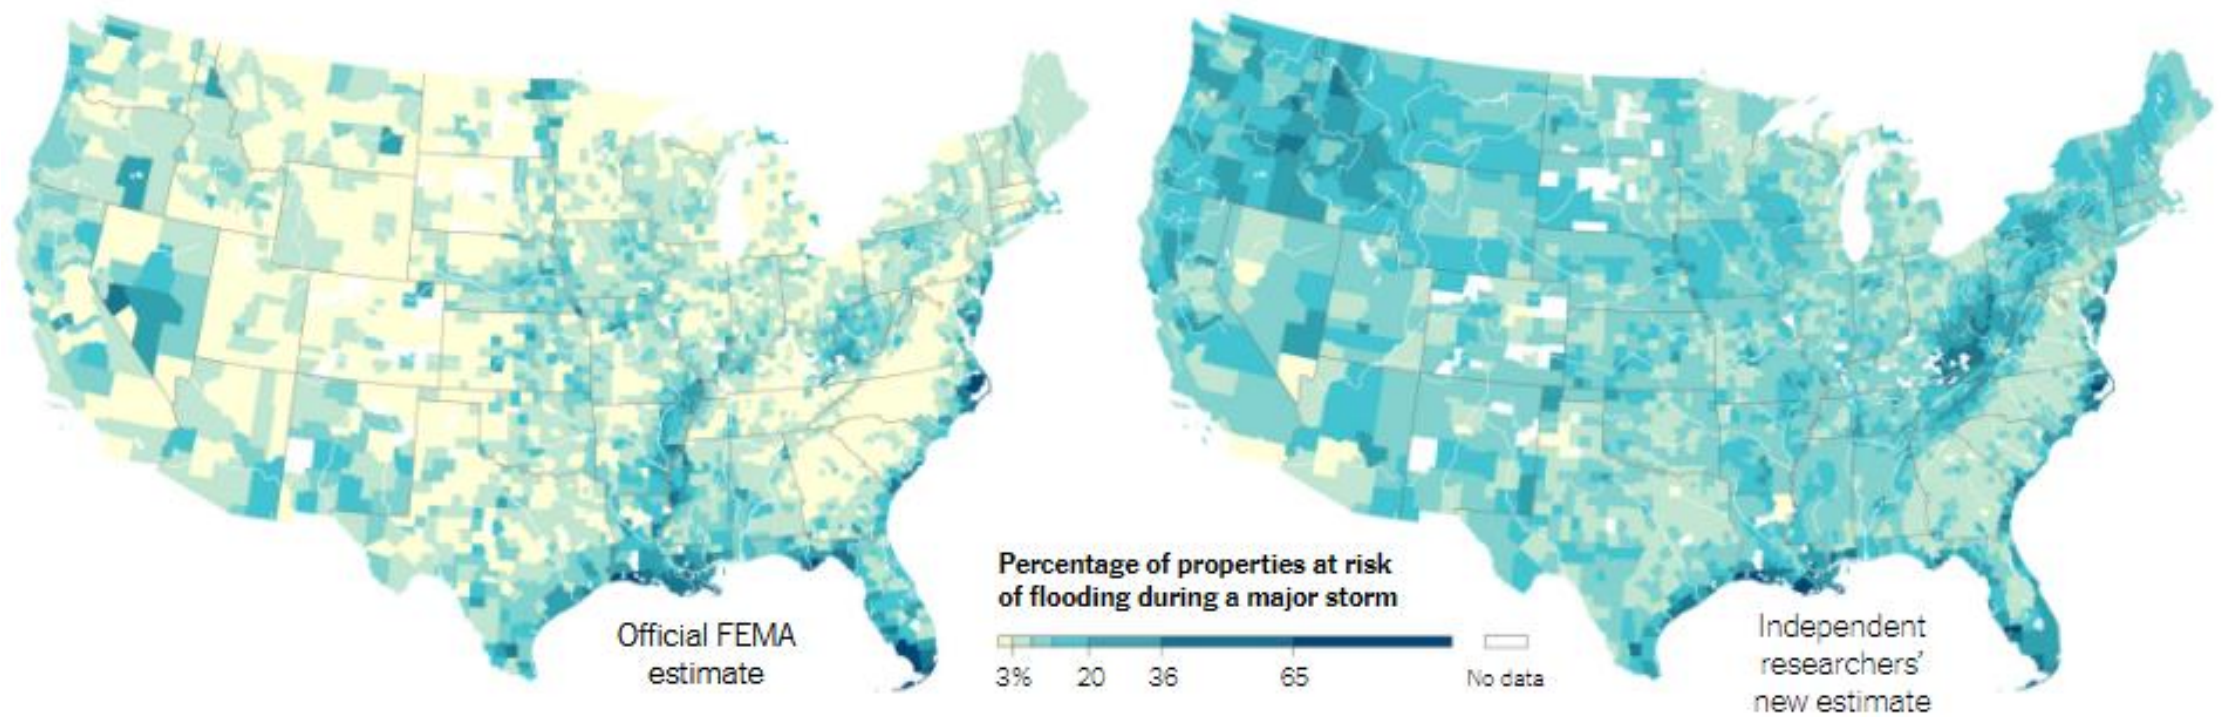 Official FEMA
estimate
Percentage of properties at risk
of flooding during a major storm
3% 20 36 65 No data
Independent
researchers’
new estimate